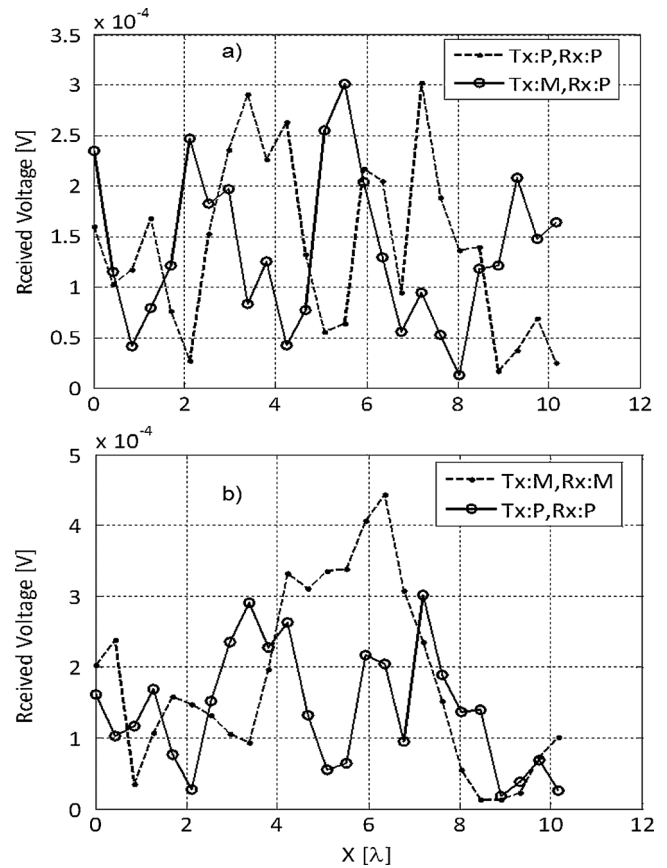 x 10-4
3.5
a)
Tx:P,Rx:P
Tx:M,Rx:P
3
2.5
2
1.5
1
0.5
0
Rceived Voltage [V]
0 2 4 6 8 10 12
x 10-4
5
b)
Tx:M,Rx:M
Tx:P,Rx:P
4
3
2
1
0
Rceived Voltage [V]
0 2 4 6 8 10 12
X [λ]